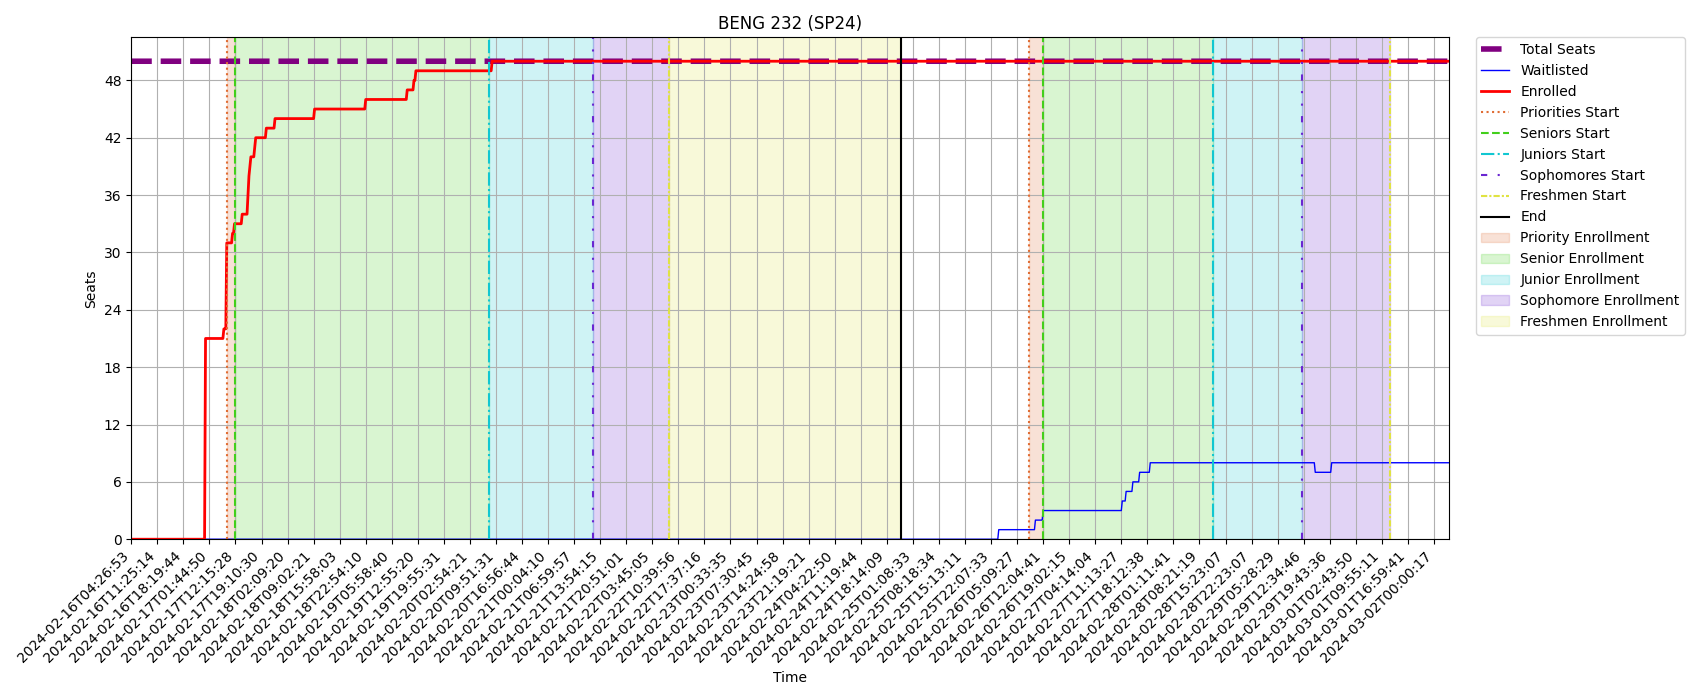 BENG 232 (SP24)
Seats
48
42
36
30
24
18
12
6
0
2024-02-16T04:26:53
2024-02-16T11:25:14
2024-02-16T18:19:44
2024-02-17T01:44:50
2024-02-17T12:15:28
2024-02-17T19:10:30
2024-02-18T02:09:20
2024-02-18T09:02:21
2024-02-18T15:58:03
2024-02-18T22:54:10
2024-02-19T05:58:40
2024-02-19T12:55:20
2024-02-19T19:55:31
2024-02-20T02:54:21
2024-02-20T09:51:31
2024-02-20T16:56:44
2024-02-21T00:04:10
2024-02-21T06:59:57
2024-02-21T13:54:15
2024-02-21T20:51:01
2024-02-22T03:45:05
2024-02-22T10:39:56
2024-02-22T17:37:16
2024-02-23T00:33:35
2024-02-23T07:30:45
2024-02-23T14:24:58
2024-02-23T21:19:21
2024-02-24T04:22:50
2024-02-24T11:19:44
2024-02-24T18:14:09
2024-02-25T01:08:33
2024-02-25T08:18:34
2024-02-25T15:13:11
2024-02-25T22:07:33
2024-02-26T05:09:27
2024-02-26T12:04:41
2024-02-26T19:02:15
2024-02-27T04:14:04
2024-02-27T11:13:27
2024-02-27T18:12:38
2024-02-28T01:11:41
2024-02-28T08:21:19
2024-02-28T15:23:07
2024-02-28T22:23:07
2024-02-29T05:28:29
2024-02-29T12:34:46
2024-02-29T19:43:36
2024-03-01T02:43:50
2024-03-01T09:55:11
2024-03-01T16:59:41
2024-03-02T00:00:17
Time
Total Seats
Waitlisted
Enrolled
Priorities Start
Seniors Start
Juniors Start
Sophomores Start
Freshmen Start
End
Priority Enrollment
Senior Enrollment
Junior Enrollment
Sophomore Enrollment
Freshmen Enrollment